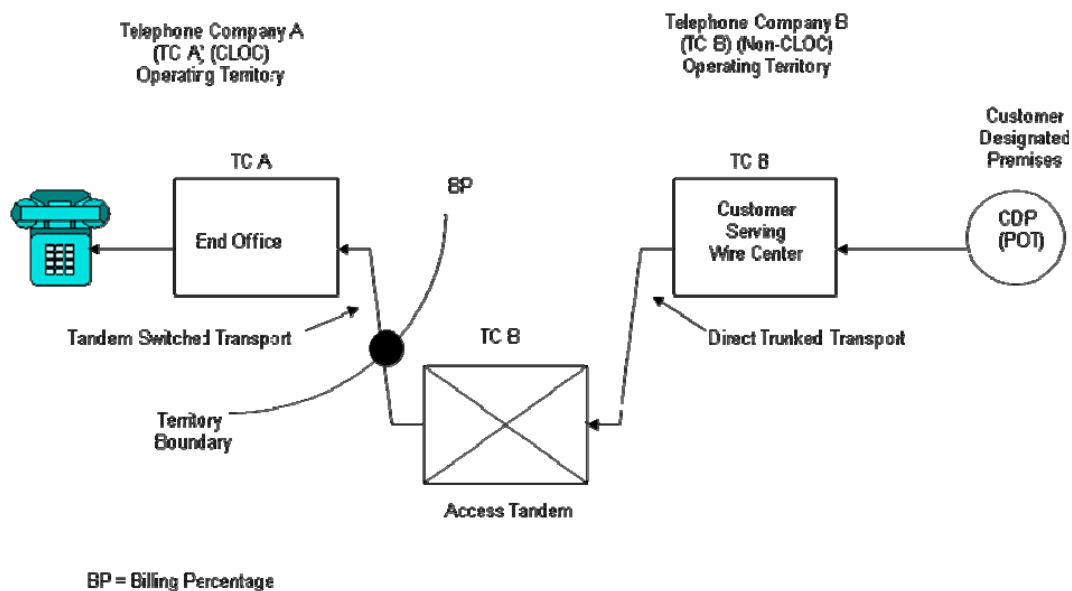 Telephone Company A
(TC A) (CLOC)
Operating Territory
Telephone Company B
(TC B) (Non-CLOC)
Operating Territory
Customer
Designated
Premises
TC A
BP
TC B
End Office
Customer
Serving
Wire Center
CDP
(POT)
Tandem Switched Transport
TC B
Direct Trunked Transport
Territory
Boundary
Access Tandem
BP = Billing Percentage